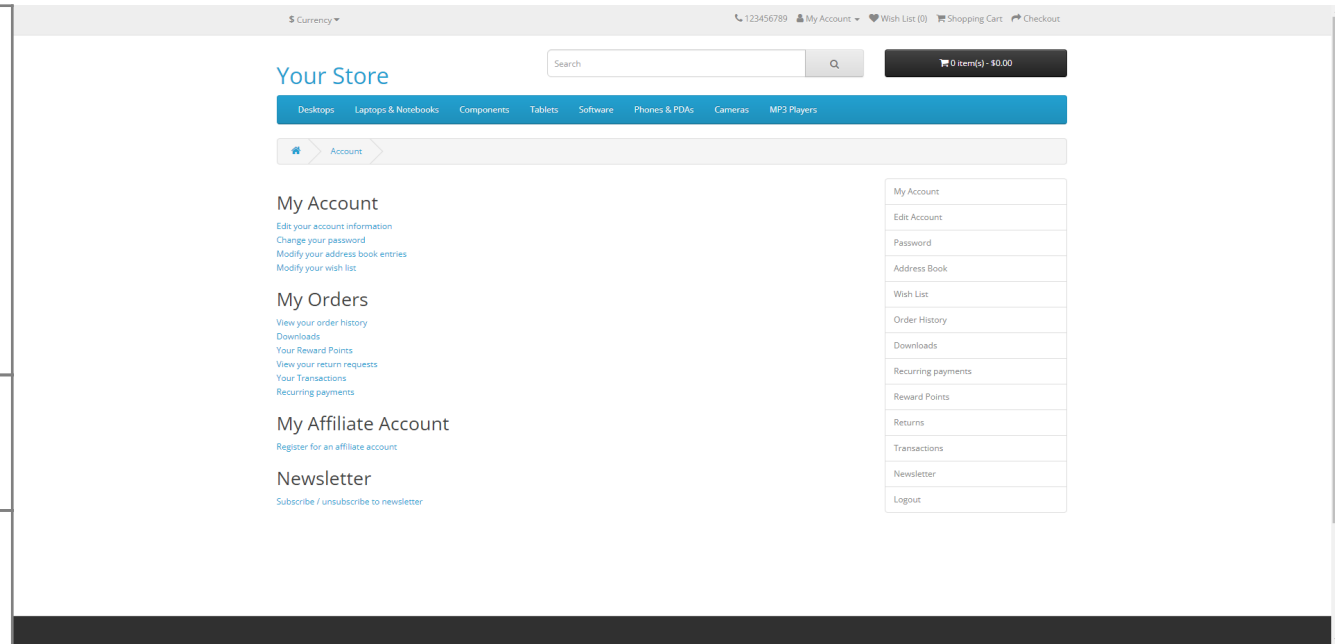 $ Currency
123456789 My Account Wish List (0) Shopping Cart Checkout
Your Store
Search
0 item(s) - $0.00
Desktops Laptops & Notebooks Components Tablets Software Phones & PDAs Cameras MP3 Players
Account
My Account
Edit your account information
Change your password
Modify your address book entries
Modify your wish list
My Orders
View your order history
Downloads
Your Reward Points
View your return requests
Your Transactions
Recurring payments
My Affiliate Account
Register for an affiliate account
Newsletter
Subscribe / unsubscribe to newsletter
My Account
Edit Account
Password
Address Book
Wish List
Order History
Downloads
Recurring payments
Reward Points
Returns
Transactions
Newsletter
Logout